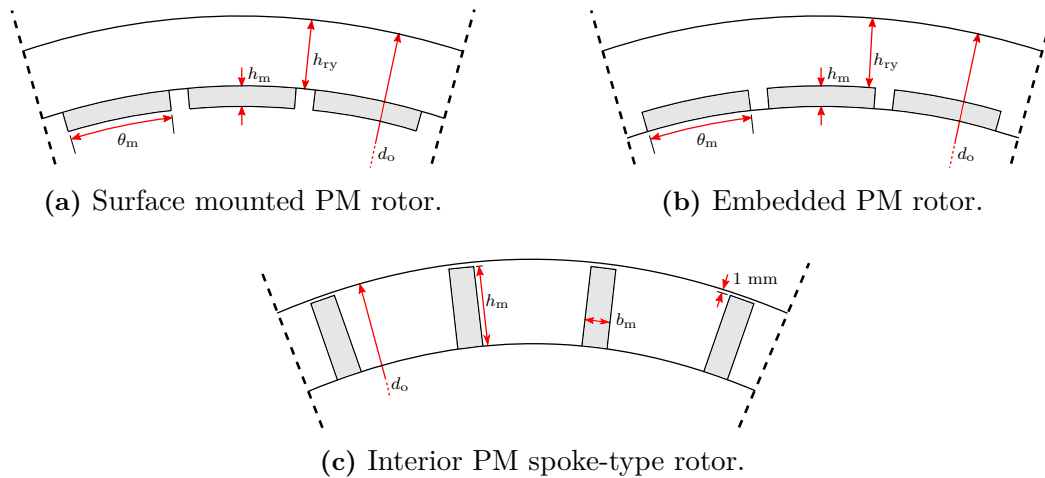 h_m
h_ry
θ_m
d_o
(a) Surface mounted PM rotor.
h_m
h_ry
θ_m
d_o
(b) Embedded PM rotor.
1 mm
h_m
b_m
d_o
(c) Interior PM spoke-type rotor.